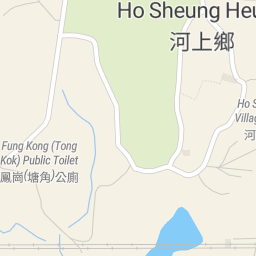 Ho Sheung Heu
河上鄉
Ho S
Villag
河
Fung Kong (Tong
Kok) Public Toilet
鳳崗(塘角)公廁